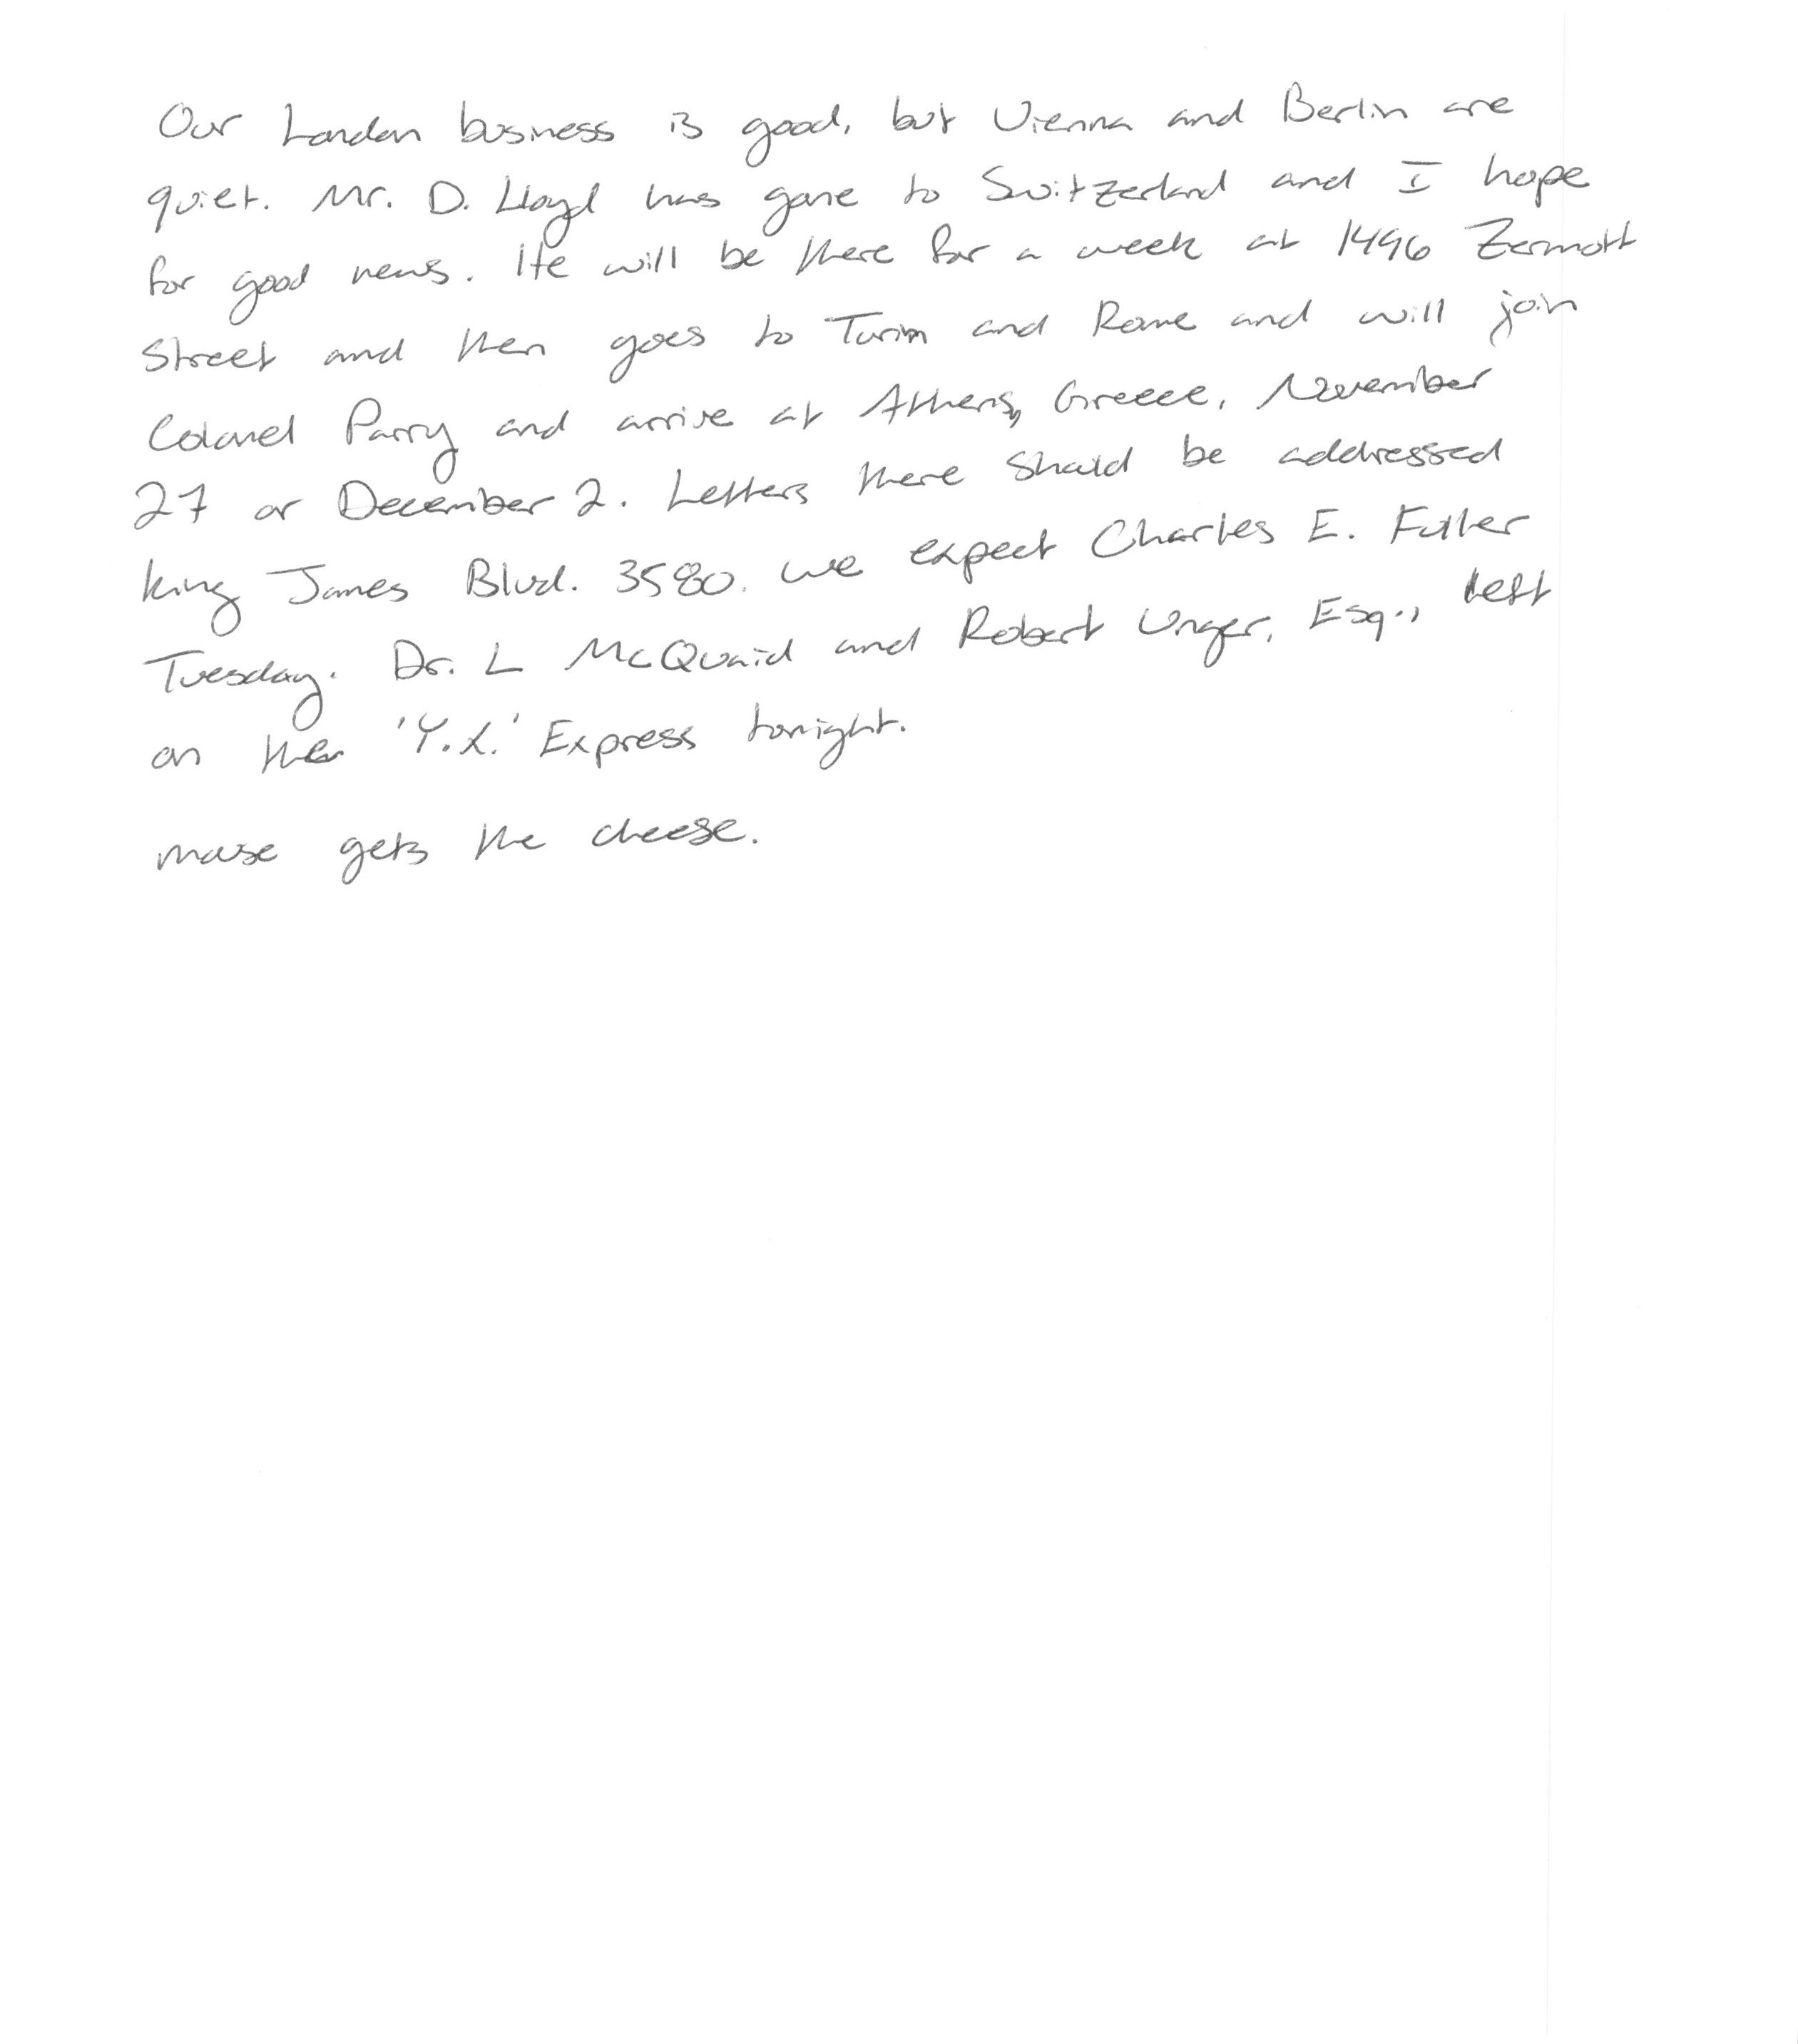 Our London business is good, but Vienna and Berlin are
quiet. Mr. D. Lloyd has gone to Switzerland and I hope
for good news. He will be there for a week at 1496 Zermott
Street and then goes to Turin and Rome and will join
Colonel Parry and arrive at Athens, Greece, November
27 or December 2. Letters there should be addressed
King James Blvd. 3580. We expect Charles E. Fuller
Tuesday. Dr. L McQuaid and Robert Unger, Esq., left
on the 'Y.X.' Express tonight.
mouse gets the cheese.